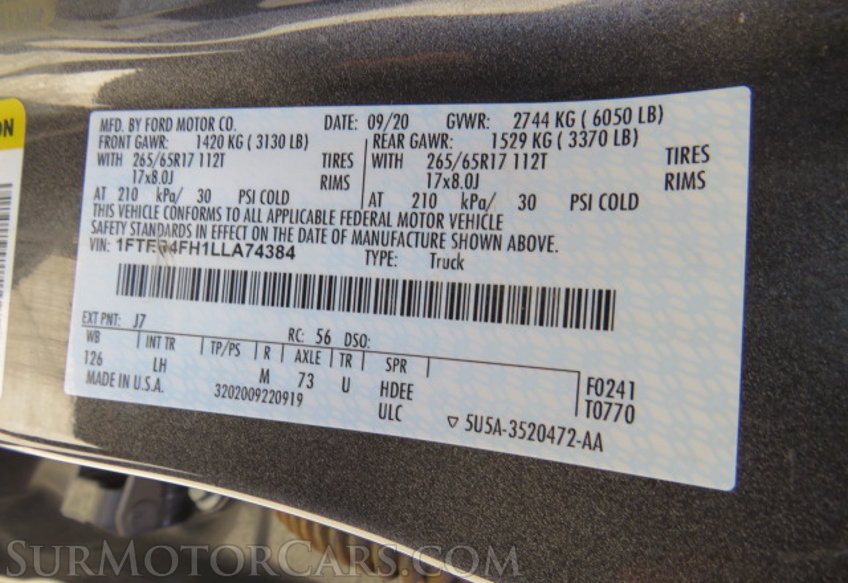 ON
MFD. BY FORD MOTOR CO. DATE: 09/20 GVWR: 2744 KG ( 6050 LB)
FRONT GAWR: 1420 KG ( 3130 LB) REAR GAWR: 1529 KG ( 3370 LB)
WITH 265/65R17 112T TIRES WITH 265/65R17 112T TIRES
17x8.0J RIMS 17x8.0J RIMS
AT 210 kPa/ 30 PSI COLD AT 210 kPa/ 30 PSI COLD
THIS VEHICLE CONFORMS TO ALL APPLICABLE FEDERAL MOTOR VEHICLE
SAFETY STANDARDS IN EFFECT ON THE DATE OF MANUFACTURE SHOWN ABOVE.
VIN: 1FTER4FH1LLA74384 TYPE: Truck
EXT PNT: J7 RC: 56 DSO:
WB INT TR TP/PS R AXLE TR SPR
126 LH M 73 U HDEE F0241
MADE IN U.S.A. 3202009220919 ULC T0770
▽ 5U5A-3520472-AA
SURMOTORCARS.COM